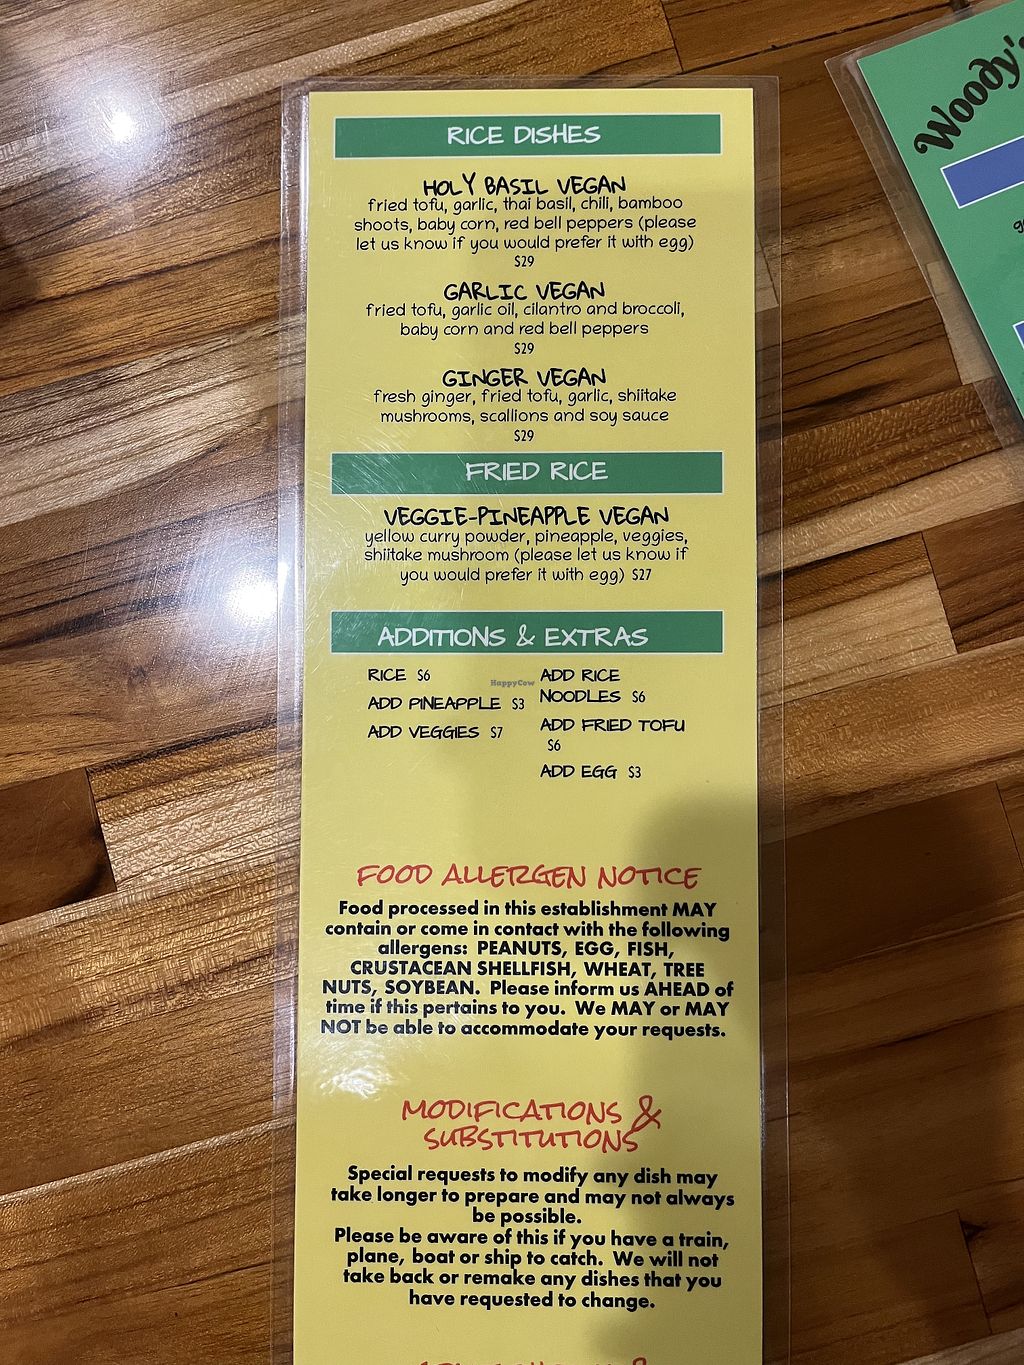 Woody's
RICE DISHES
HOLY BASIL VEGAN
fried tofu, garlic, thai basil, chili, bamboo
shoots, baby corn, red bell peppers (please
let us know if you would prefer it with egg)
$29
GARLIC VEGAN
fried tofu, garlic oil, cilantro and broccoli,
baby corn and red bell peppers
$29
GINGER VEGAN
fresh ginger, fried tofu, garlic, shiitake
mushrooms, scallions and soy sauce
$29
FRIED RICE
VEGGIE-PINEAPPLE VEGAN
yellow curry powder, pineapple, veggies,
shiitake mushroom (please let us know if
you would prefer it with egg) $27
ADDITIONS & EXTRAS
RICE $6
ADD PINEAPPLE $3
ADD VEGGIES $7
ADD RICE
NOODLES $6
ADD FRIED TOFU
$6
ADD EGG $3
HappyCow
FOOD ALLERGEN NOTICE
Food processed in this establishment MAY
contain or come in contact with the following
allergens: PEANUTS, EGG, FISH,
CRUSTACEAN SHELLFISH, WHEAT, TREE
NUTS, SOYBEAN. Please inform us AHEAD of
time if this pertains to you. We MAY or MAY
NOT be able to accommodate your requests.
MODIFICATIONS &
SUBSTITUTIONS
Special requests to modify any dish may
take longer to prepare and may not always
be possible.
Please be aware of this if you have a train,
plane, boat or ship to catch. We will not
take back or remake any dishes that you
have requested to change.